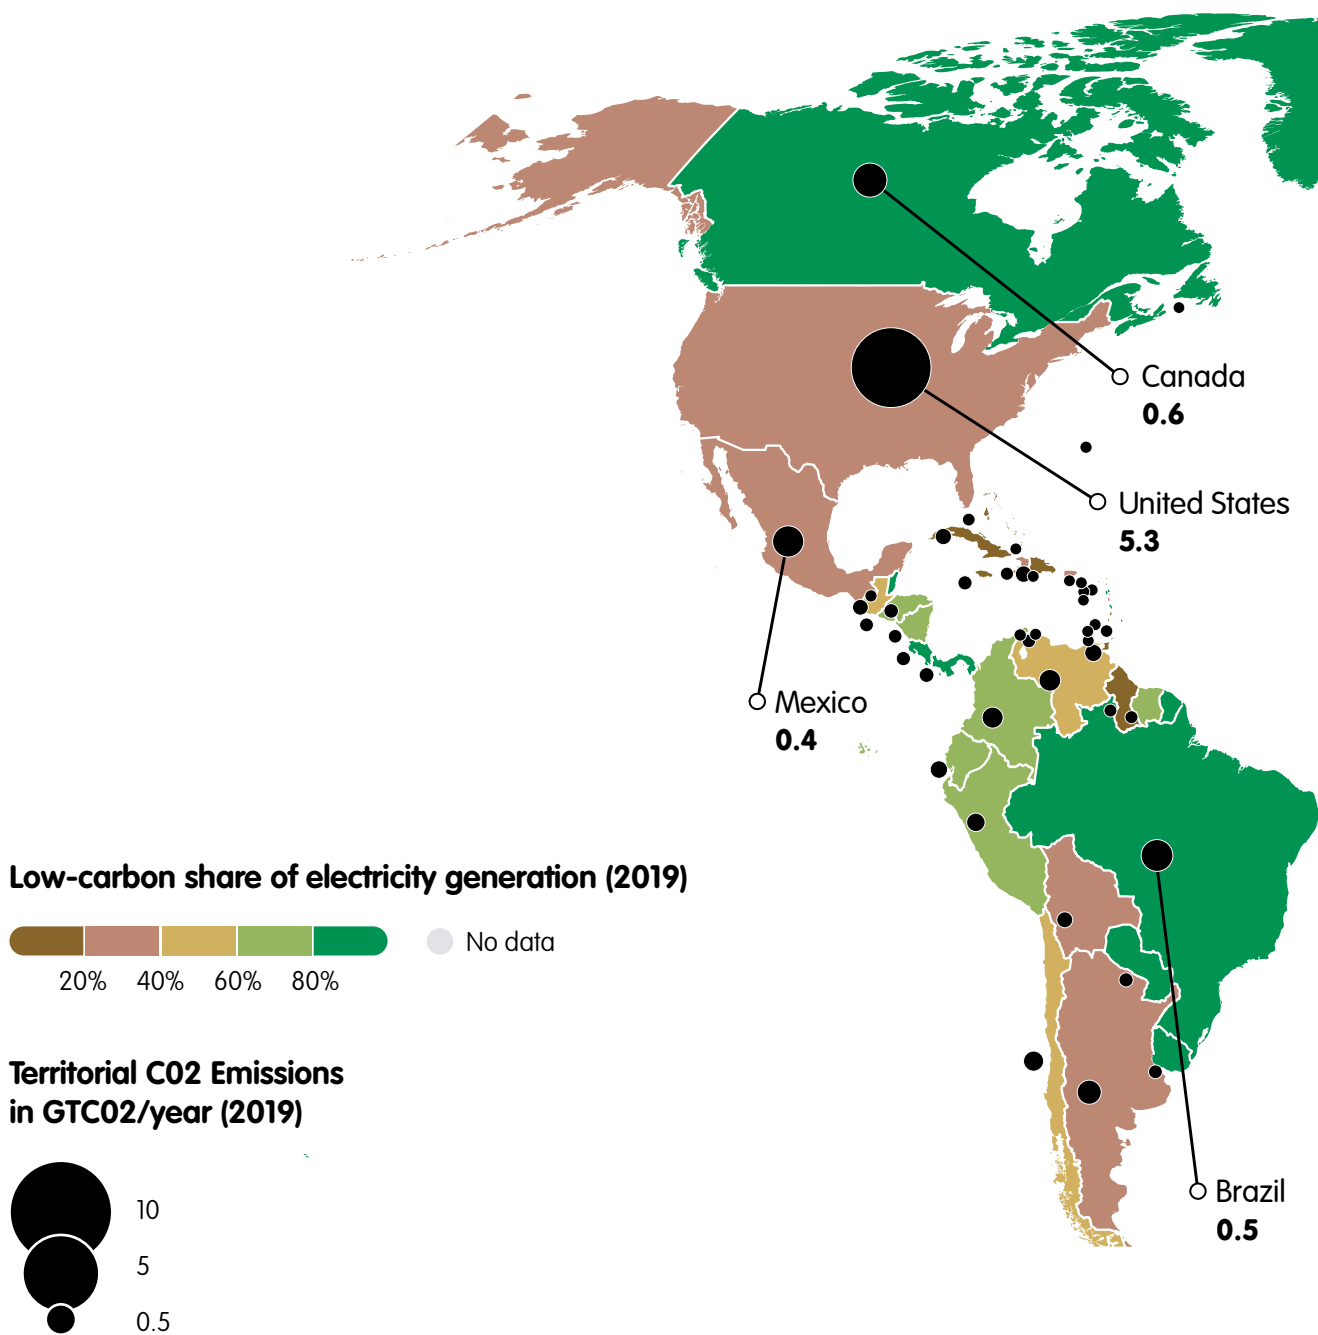 Canada
0.6
United States
5.3
Mexico
0.4
Low-carbon share of electricity generation (2019)
No data
20% 40% 60% 80%
Territorial C02 Emissions
in GTC02/year (2019)
10
5
0.5
Brazil
0.5